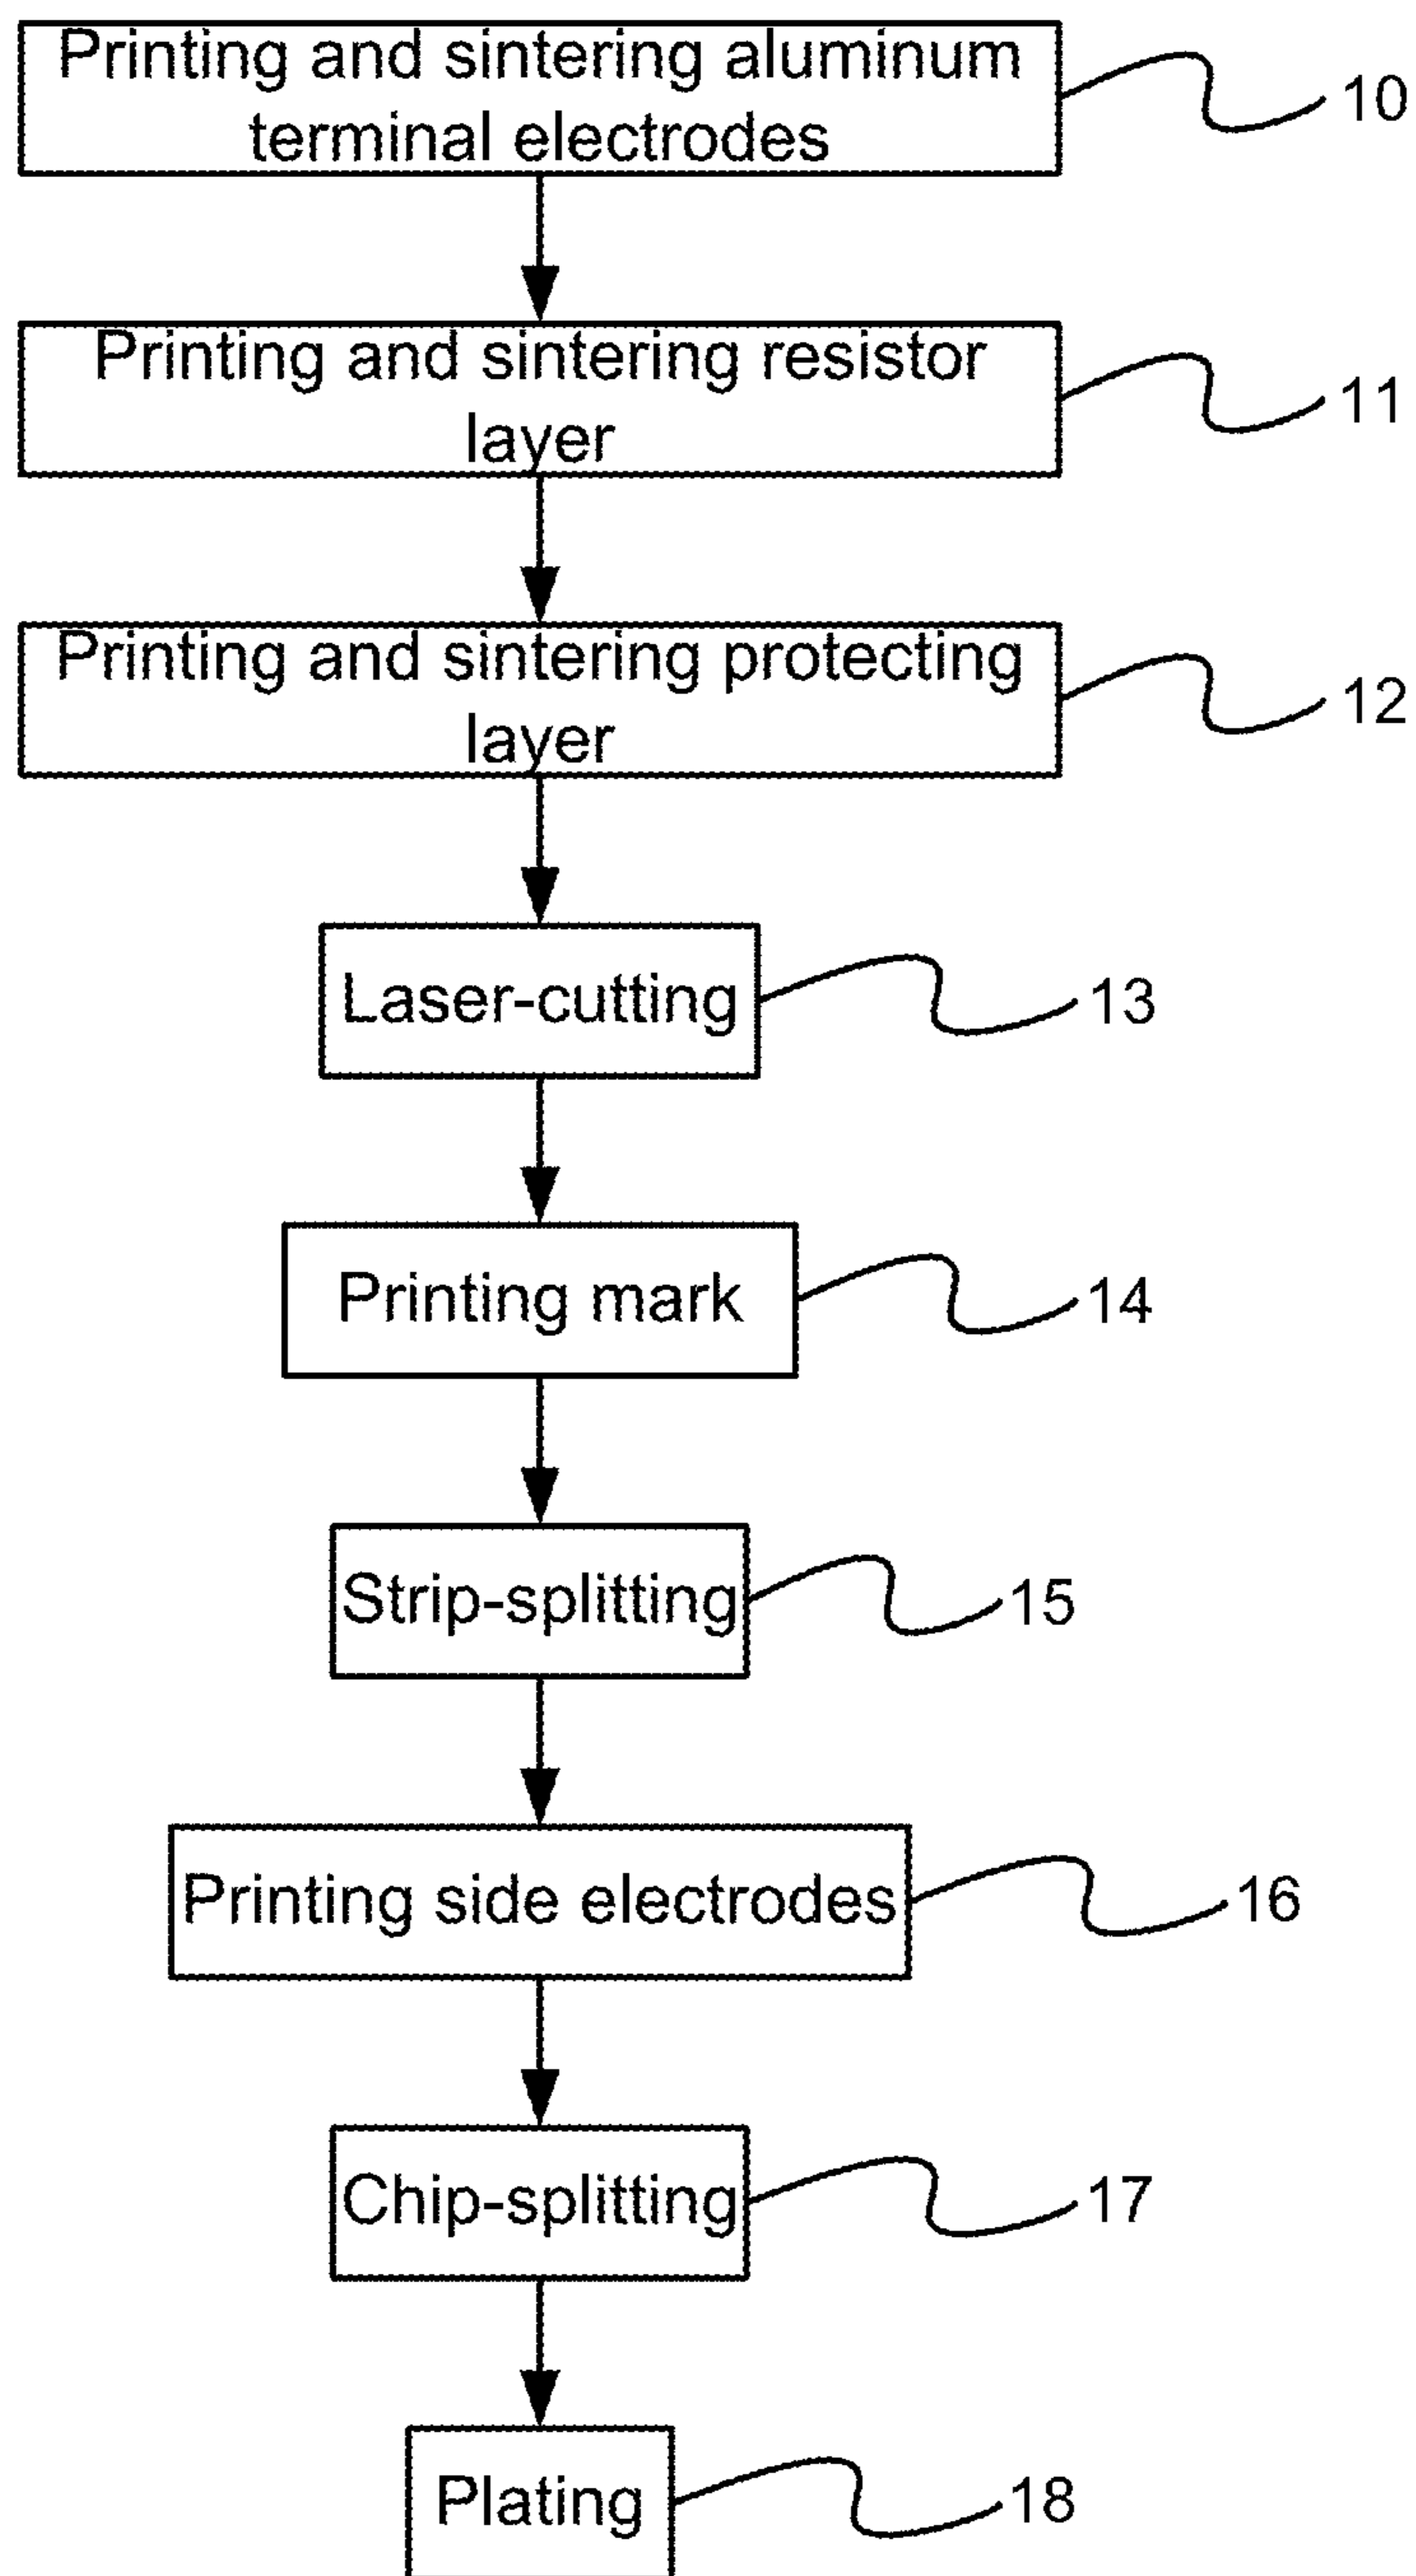 Printing and sintering aluminum
terminal electrodes
10
Printing and sintering resistor
layer
11
Printing and sintering protecting
layer
12
Laser-cutting
13
Printing mark
14
Strip-splitting
15
Printing side electrodes
16
Chip-splitting
17
Plating
18